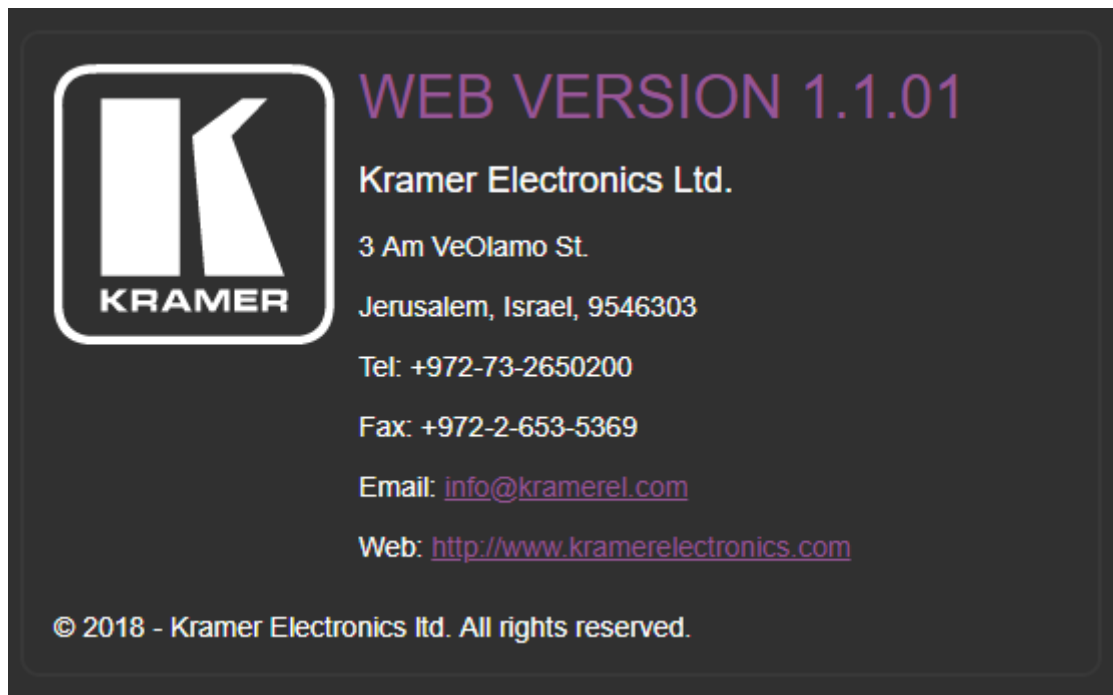 WEB VERSION 1.1.01
KRAMER
Kramer Electronics Ltd.
3 Am VeOlamo St.
Jerusalem, Israel, 9546303
Tel: +972-73-2650200
Fax: +972-2-653-5369
Email: info@kramerel.com
Web: http://www.kramerelectronics.com
© 2018 - Kramer Electronics ltd. All rights reserved.